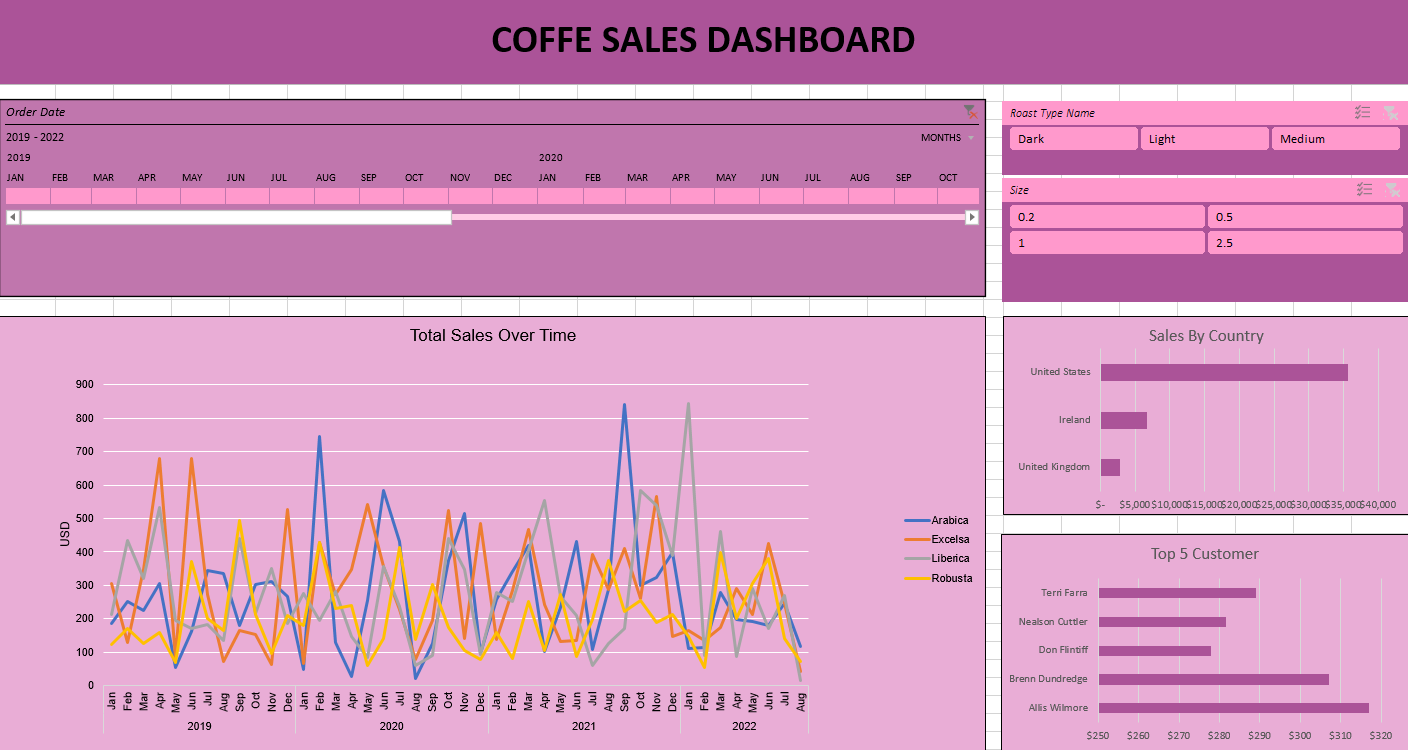 COFFE SALES DASHBOARD
Order Date
2019 - 2022 MONTHS
2019 2020
JAN FEB MAR APR MAY JUN JUL AUG SEP OCT NOV DEC JAN FEB MAR APR MAY JUN JUL AUG SEP OCT
Roast Type Name
Dark Light Medium
Size
0.2 0.5
1 2.5
Total Sales Over Time
900
800
700
600
500
400
300
200
100
0
USD
Jan Feb Mar Apr May Jun Jul Aug Sep Oct Nov Dec Jan Feb Mar Apr May Jun Jul Aug Sep Oct Nov Dec Jan Feb Mar Apr May Jun Jul Aug Sep Oct Nov Dec Jan Feb Mar Apr May Jun Jul Aug
2019 2020 2021 2022
Arabica
Excelsa
Liberica
Robusta
Sales By Country
United States
Ireland
United Kingdom
$- $5,000 $10,000 $15,000 $20,000 $25,000 $30,000 $35,000 $40,000
Top 5 Customer
Terri Farra
Nealson Cuttler
Don Flintiff
Brenn Dundredge
Allis Wilmore
$250 $260 $270 $280 $290 $300 $310 $320